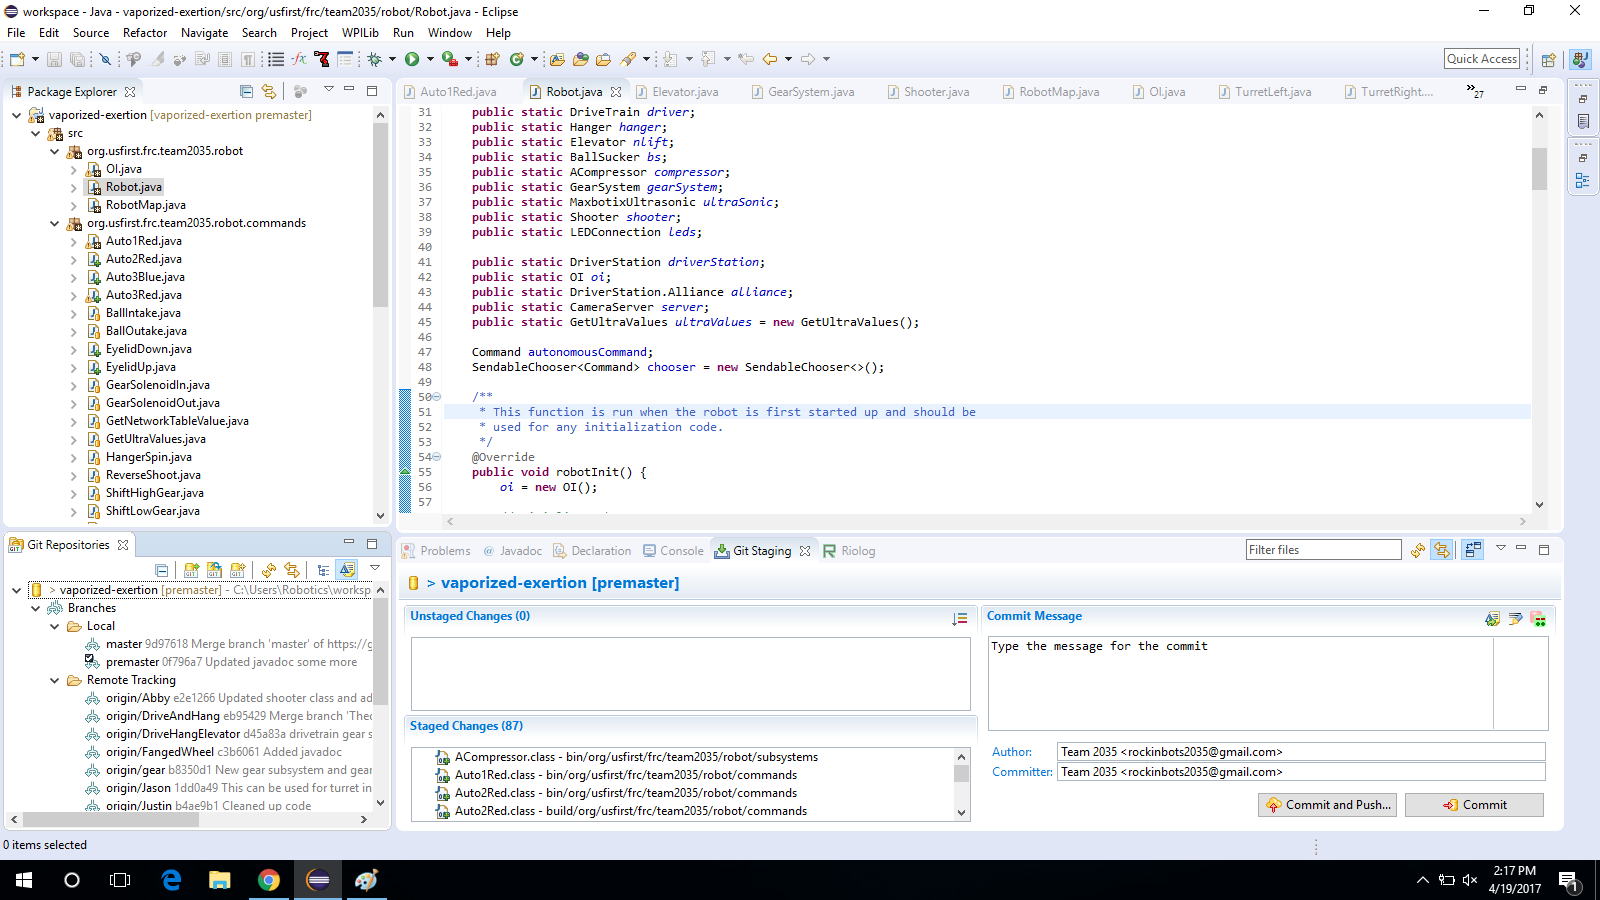 workspace - Java - vaporized-exertion/src/org/usfirst/frc/team2035/robot/Robot.java - Eclipse
File Edit Source Refactor Navigate Search Project WPILib Run Window Help
Quick Access
Package Explorer
vaporized-exertion [vaporized-exertion premaster]
src
org.usfirst.frc.team2035.robot
OI.java
Robot.java
RobotMap.java
org.usfirst.frc.team2035.robot.commands
Auto1Red.java
Auto2Red.java
Auto3Blue.java
Auto3Red.java
BallIntake.java
BallOutake.java
EyelidDown.java
EyelidUp.java
GearSolenoidIn.java
GearSolenoidOut.java
GetNetworkTableValue.java
GetUltraValues.java
HangerSpin.java
ReverseShoot.java
ShiftHighGear.java
ShiftLowGear.java
Auto1Red.java Robot.java Elevator.java GearSystem.java Shooter.java RobotMap.java OI.java TurretLeft.java TurretRight.... »27
31 public static DriveTrain driver;
32 public static Hanger hanger;
33 public static Elevator nlift;
34 public static BallSucker bs;
35 public static ACompressor compressor;
36 public static GearSystem gearSystem;
37 public static MaxbotixUltrasonic ultraSonic;
38 public static Shooter shooter;
39 public static LEDConnection leds;
40
41 public static DriverStation driverStation;
42 public static OI oi;
43 public static DriverStation.Alliance alliance;
44 public static CameraServer server;
45 public static GetUltraValues ultraValues = new GetUltraValues();
46
47 Command autonomousCommand;
48 SendableChooser<Command> chooser = new SendableChooser<>();
49
50 /**
51 * This function is run when the robot is first started up and should be
52 * used for any initialization code.
53 */
54 @Override
55 public void robotInit() {
56 oi = new OI();
57
Git Repositories
> vaporized-exertion [premaster] - C:\Users\Robotics\worksp
Branches
Local
master 9d97618 Merge branch 'master' of https://g
premaster 0f796a7 Updated javadoc some more
Remote Tracking
origin/Abby e2e1266 Updated shooter class and ad
origin/DriveAndHang eb95429 Merge branch 'Thec
origin/DriveHangElevator d45a83a drivetrain gear s
origin/FangedWheel c3b6061 Added javadoc
origin/gear b8350d1 New gear subsystem and gear
origin/Jason 1dd0a49 This can be used for turret in
origin/Justin b4ae9b1 Cleaned up code
Problems @ Javadoc Declaration Console Git Staging Riolog
Filter files
> vaporized-exertion [premaster]
Unstaged Changes (0)
Staged Changes (87)
ACompressor.class - bin/org/usfirst/frc/team2035/robot/subsystems
Auto1Red.class - bin/org/usfirst/frc/team2035/robot/commands
Auto2Red.class - bin/org/usfirst/frc/team2035/robot/commands
Auto2Red.class - build/org/usfirst/frc/team2035/robot/commands
Commit Message
Type the message for the commit
Author: Team 2035 <rockinbots2035@gmail.com>
Committer: Team 2035 <rockinbots2035@gmail.com>
Commit and Push... Commit
0 items selected
2:17 PM
4/19/2017
1